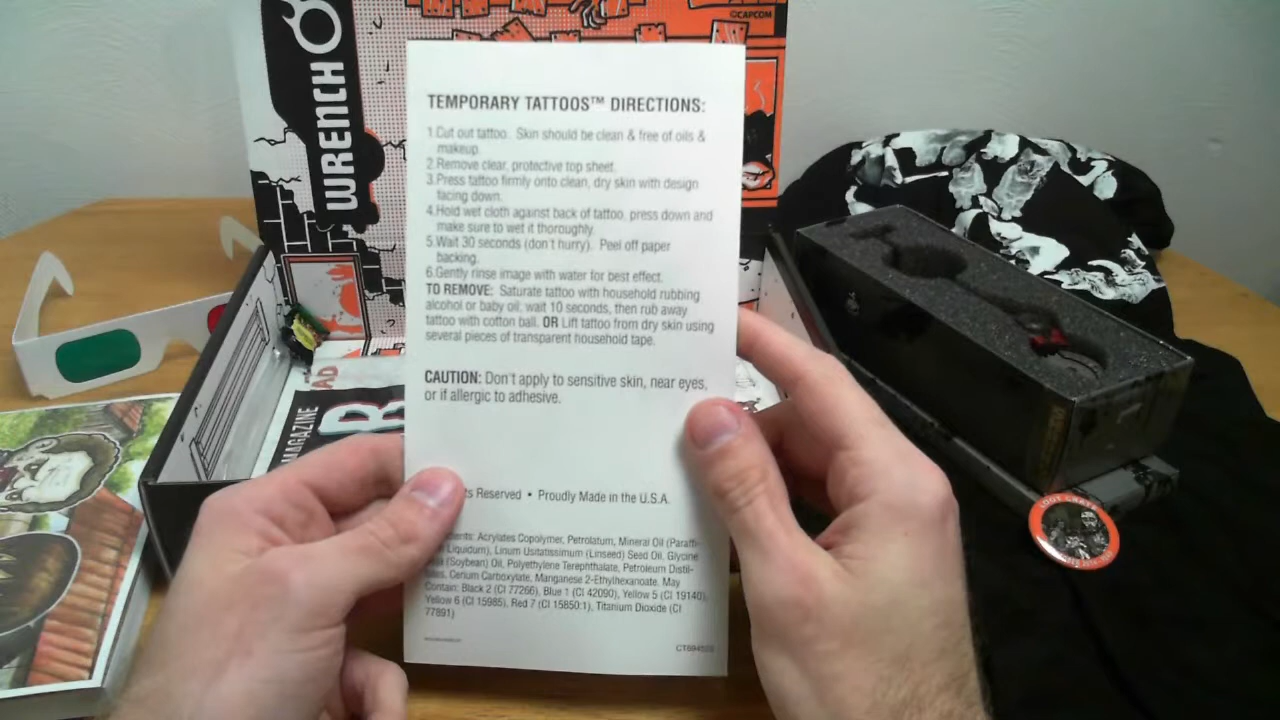 ©CAPCOM
WRENCH
TEMPORARY TATTOOS™ DIRECTIONS:
1.Cut out tattoo. Skin should be clean & free of oils &
makeup.
2.Remove clear, protective top sheet.
3.Press tattoo firmly onto clean, dry skin with design
facing down.
4.Hold wet cloth against back of tattoo, press down and
make sure to wet it thoroughly.
5.Wait 30 seconds (don't hurry). Peel off paper
backing.
6.Gently rinse image with water for best effect.
TO REMOVE: Saturate tattoo with household rubbing
alcohol or baby oil; wait 10 seconds, then rub away
tattoo with cotton ball. OR Lift tattoo from dry skin using
several pieces of transparent household tape.
CAUTION: Don't apply to sensitive skin, near eyes,
or if allergic to adhesive.
ts Reserved • Proudly Made in the U.S.A.
ents: Acrylates Copolymer, Petrolatum, Mineral Oil (Paraff-
Liquidum), Linum Usitatissimum (Linseed) Seed Oil, Glycine
(Soybean) Oil, Polyethylene Terephthalate, Petroleum Distil-
Cerium Carboxylate, Manganese 2-Ethylhexanoate, May
Contain: Black 2 (CI 77266), Blue 1 (CI 42090), Yellow 5 (CI 19140),
Yellow 6 (CI 15985), Red 7 (CI 15850:1), Titanium Dioxide (CI
77891)
MAGAZINE
AD
B
LOOT CRATE